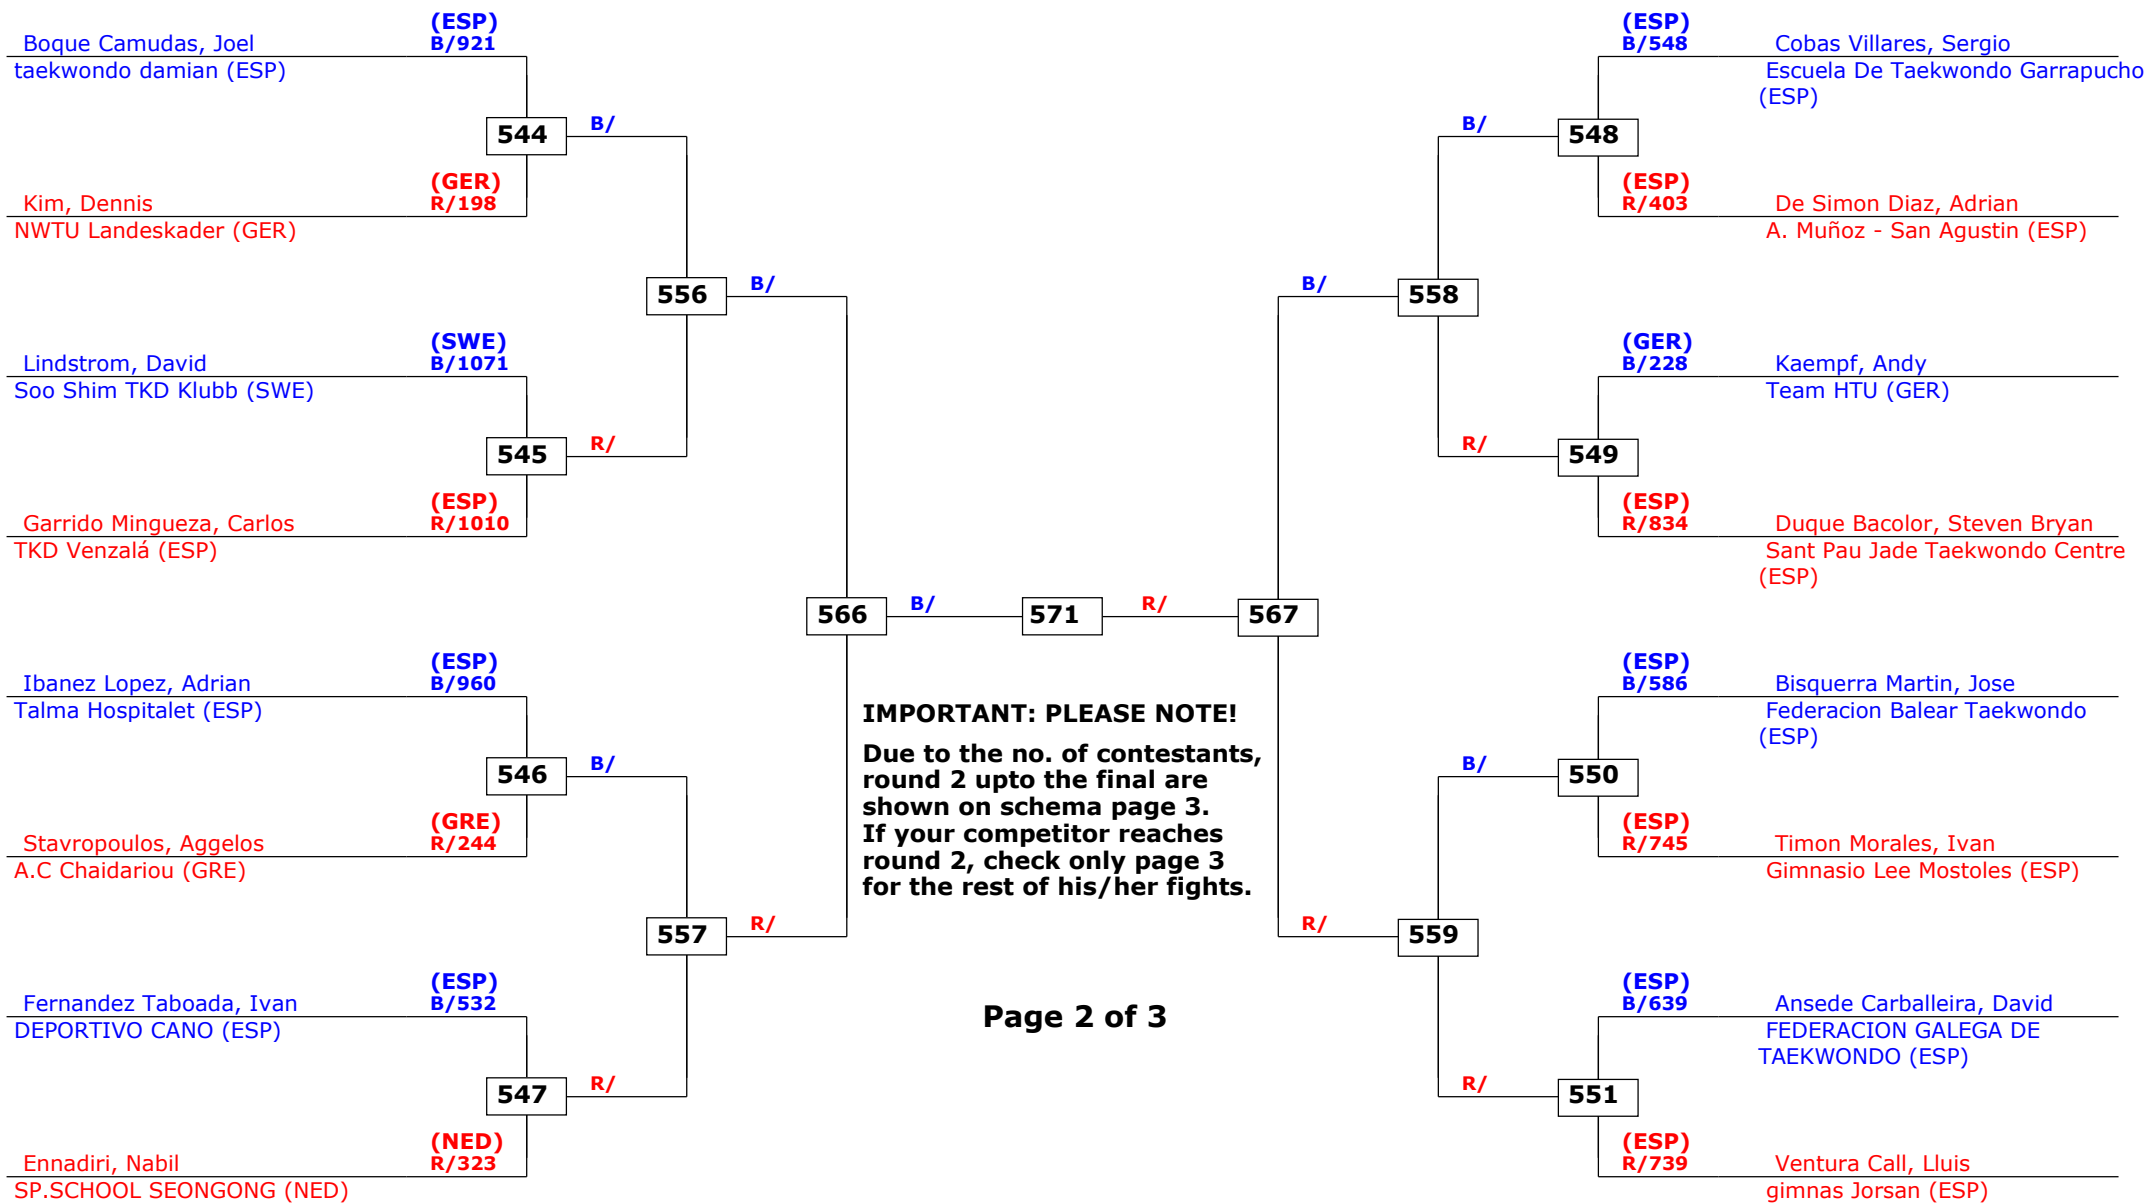 (ESP)
Boque Camudas, Joel B/921
taekwondo damian (ESP)
544 B/
(GER)
Kim, Dennis R/198
NWTU Landeskader (GER)
556 B/
(SWE)
Lindstrom, David B/1071
Soo Shim TKD Klubb (SWE)
545 R/
(ESP)
Garrido Mingueza, Carlos R/1010
TKD Venzalá (ESP)
566 B/ 571 R/ 567
(ESP)
Ibanez Lopez, Adrian B/960
Talma Hospitalet (ESP)
546 B/
(GRE)
Stavropoulos, Aggelos R/244
A.C Chaidariou (GRE)
557 R/
(ESP)
Fernandez Taboada, Ivan B/532
DEPORTIVO CANO (ESP)
547 R/
(NED)
Ennadiri, Nabil R/323
SP.SCHOOL SEONGONG (NED)
IMPORTANT: PLEASE NOTE!
Due to the no. of contestants,
round 2 upto the final are
shown on schema page 3.
If your competitor reaches
round 2, check only page 3
for the rest of his/her fights.
Page 2 of 3
(ESP)
B/548 Cobas Villares, Sergio
Escuela De Taekwondo Garrapucho
(ESP)
B/ 548
(ESP)
R/403 De Simon Diaz, Adrian
A. Muñoz - San Agustin (ESP)
B/ 558
(GER)
B/228 Kaempf, Andy
Team HTU (GER)
R/ 549
(ESP)
R/834 Duque Bacolor, Steven Bryan
Sant Pau Jade Taekwondo Centre
(ESP)
(ESP)
B/586 Bisquerra Martin, Jose
Federacion Balear Taekwondo
(ESP)
B/ 550
(ESP)
R/745 Timon Morales, Ivan
Gimnasio Lee Mostoles (ESP)
R/ 559
(ESP)
B/639 Ansede Carballeira, David
FEDERACION GALEGA DE
TAEKWONDO (ESP)
R/ 551
(ESP)
R/739 Ventura Call, Lluis
gimnas Jorsan (ESP)